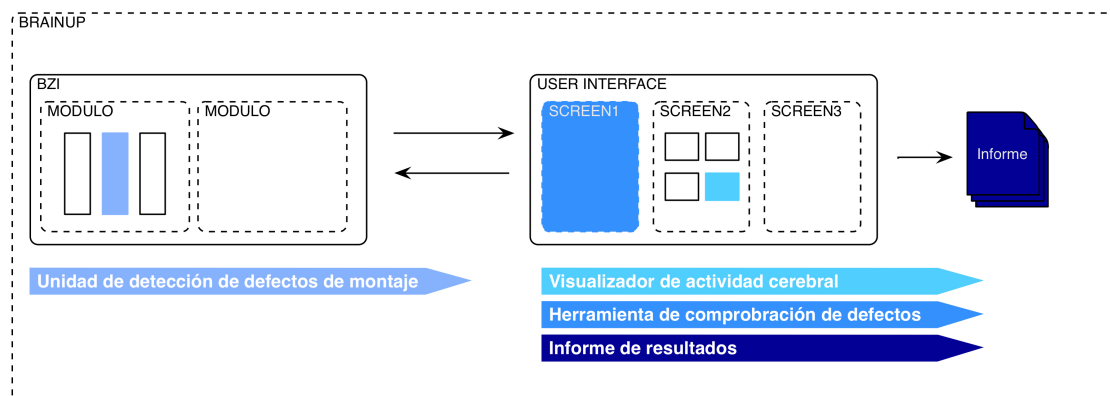 BRAINUP
BZI
MODULO
MODULO
USER INTERFACE
SCREEN1
SCREEN2
SCREEN3
Informe
Unidad de detección de defectos de montaje
Visualizador de actividad cerebral
Herramienta de comprobración de defectos
Informe de resultados